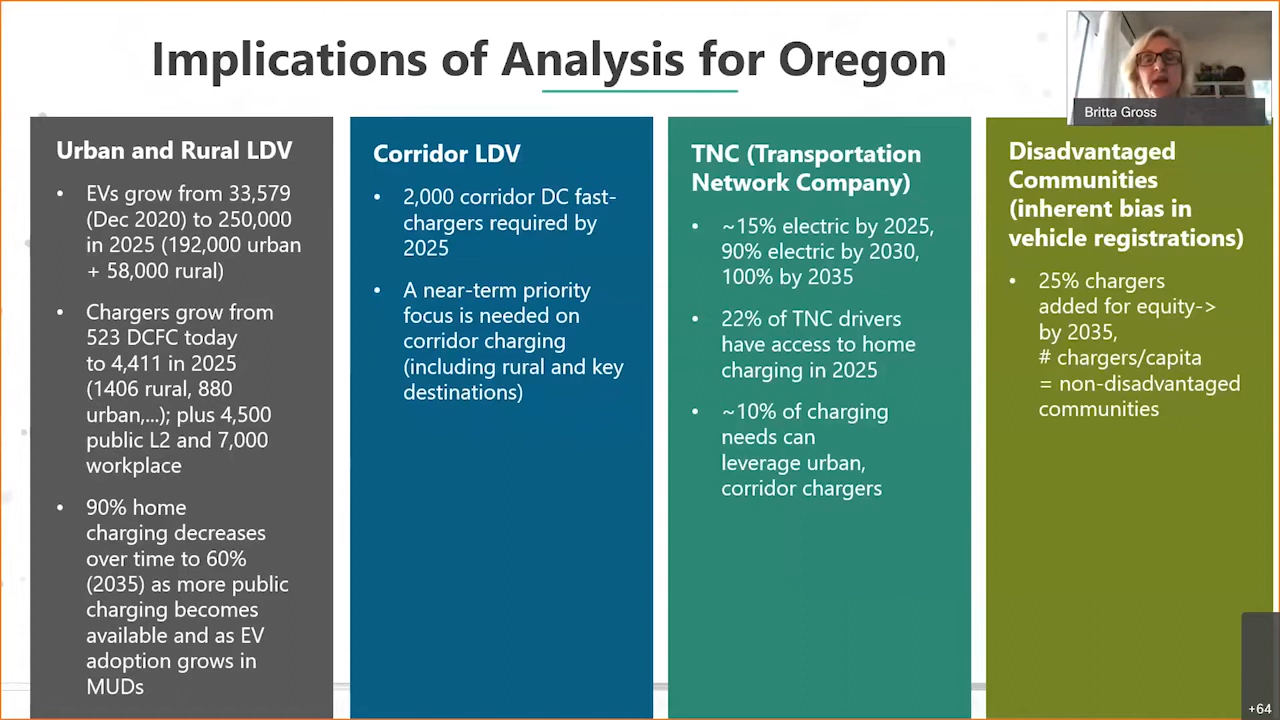 Implications of Analysis for Oregon
Britta Gross
Urban and Rural LDV
• EVs grow from 33,579
(Dec 2020) to 250,000
in 2025 (192,000 urban
+ 58,000 rural)
• Chargers grow from
523 DCFC today
to 4,411 in 2025
(1406 rural, 880
urban,...); plus 4,500
public L2 and 7,000
workplace
• 90% home
charging decreases
over time to 60%
(2035) as more public
charging becomes
available and as EV
adoption grows in
MUDs
Corridor LDV
• 2,000 corridor DC fast-
chargers required by
2025
• A near-term priority
focus is needed on
corridor charging
(including rural and key
destinations)
TNC (Transportation
Network Company)
• ~15% electric by 2025,
90% electric by 2030,
100% by 2035
• 22% of TNC drivers
have access to home
charging in 2025
• ~10% of charging
needs can
leverage urban,
corridor chargers
Disadvantaged
Communities
(inherent bias in
vehicle registrations)
• 25% chargers
added for equity->
by 2035,
# chargers/capita
= non-disadvantaged
communities
+64